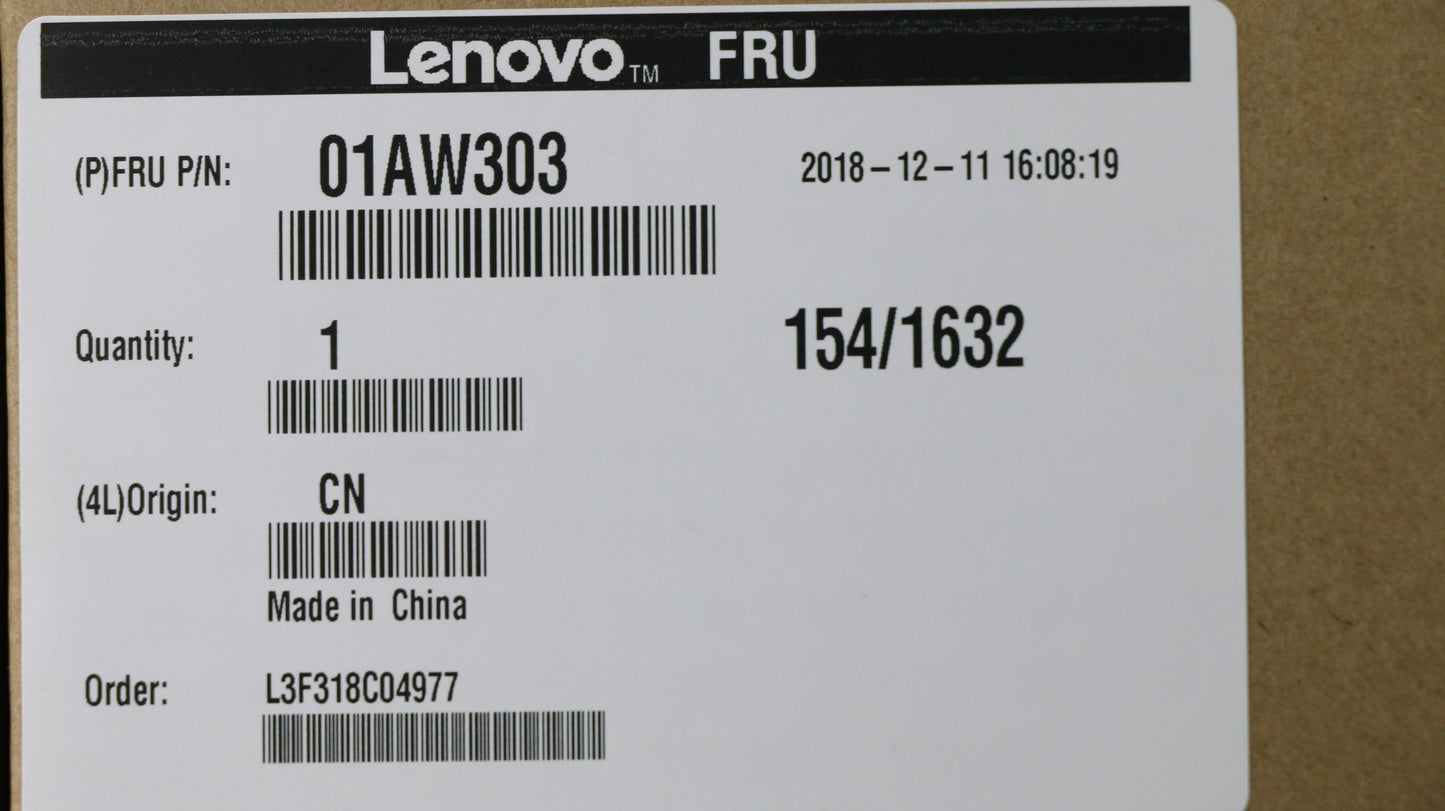 Lenovo™ FRU
(P)FRU P/N: 01AW303 2018-12-11 16:08:19
Quantity: 1 154/1632
(4L)Origin: CN
Made in China
Order: L3F318C04977